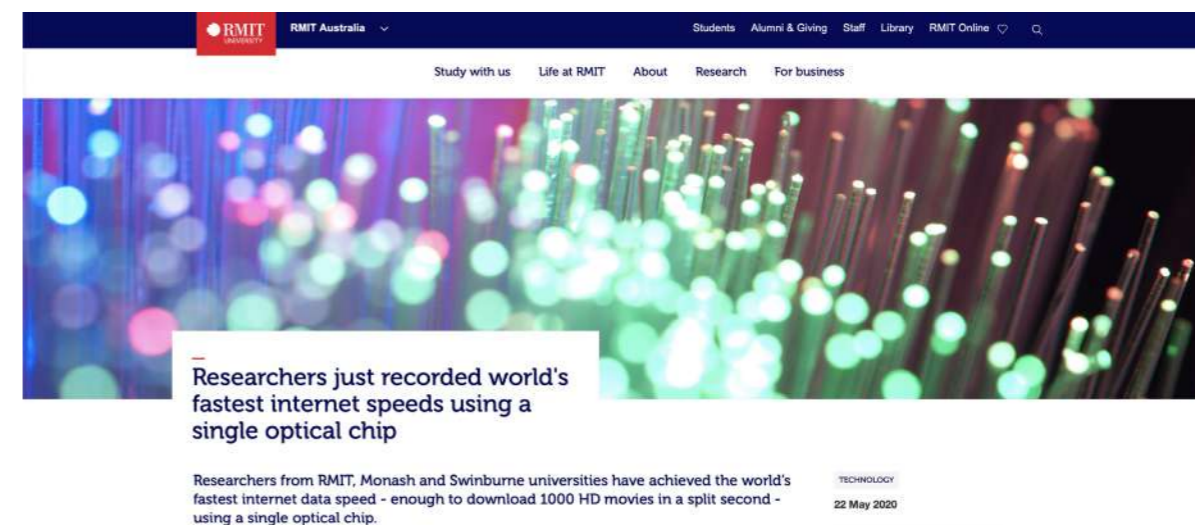 RMIT
UNIVERSITY
RMIT Australia
Students Alumni & Giving Staff Library RMIT Online
Study with us Life at RMIT About Research For business
Researchers just recorded world's
fastest internet speeds using a
single optical chip
Researchers from RMIT, Monash and Swinburne universities have achieved the world's
fastest internet data speed - enough to download 1000 HD movies in a split second -
using a single optical chip.
TECHNOLOGY
22 May 2020